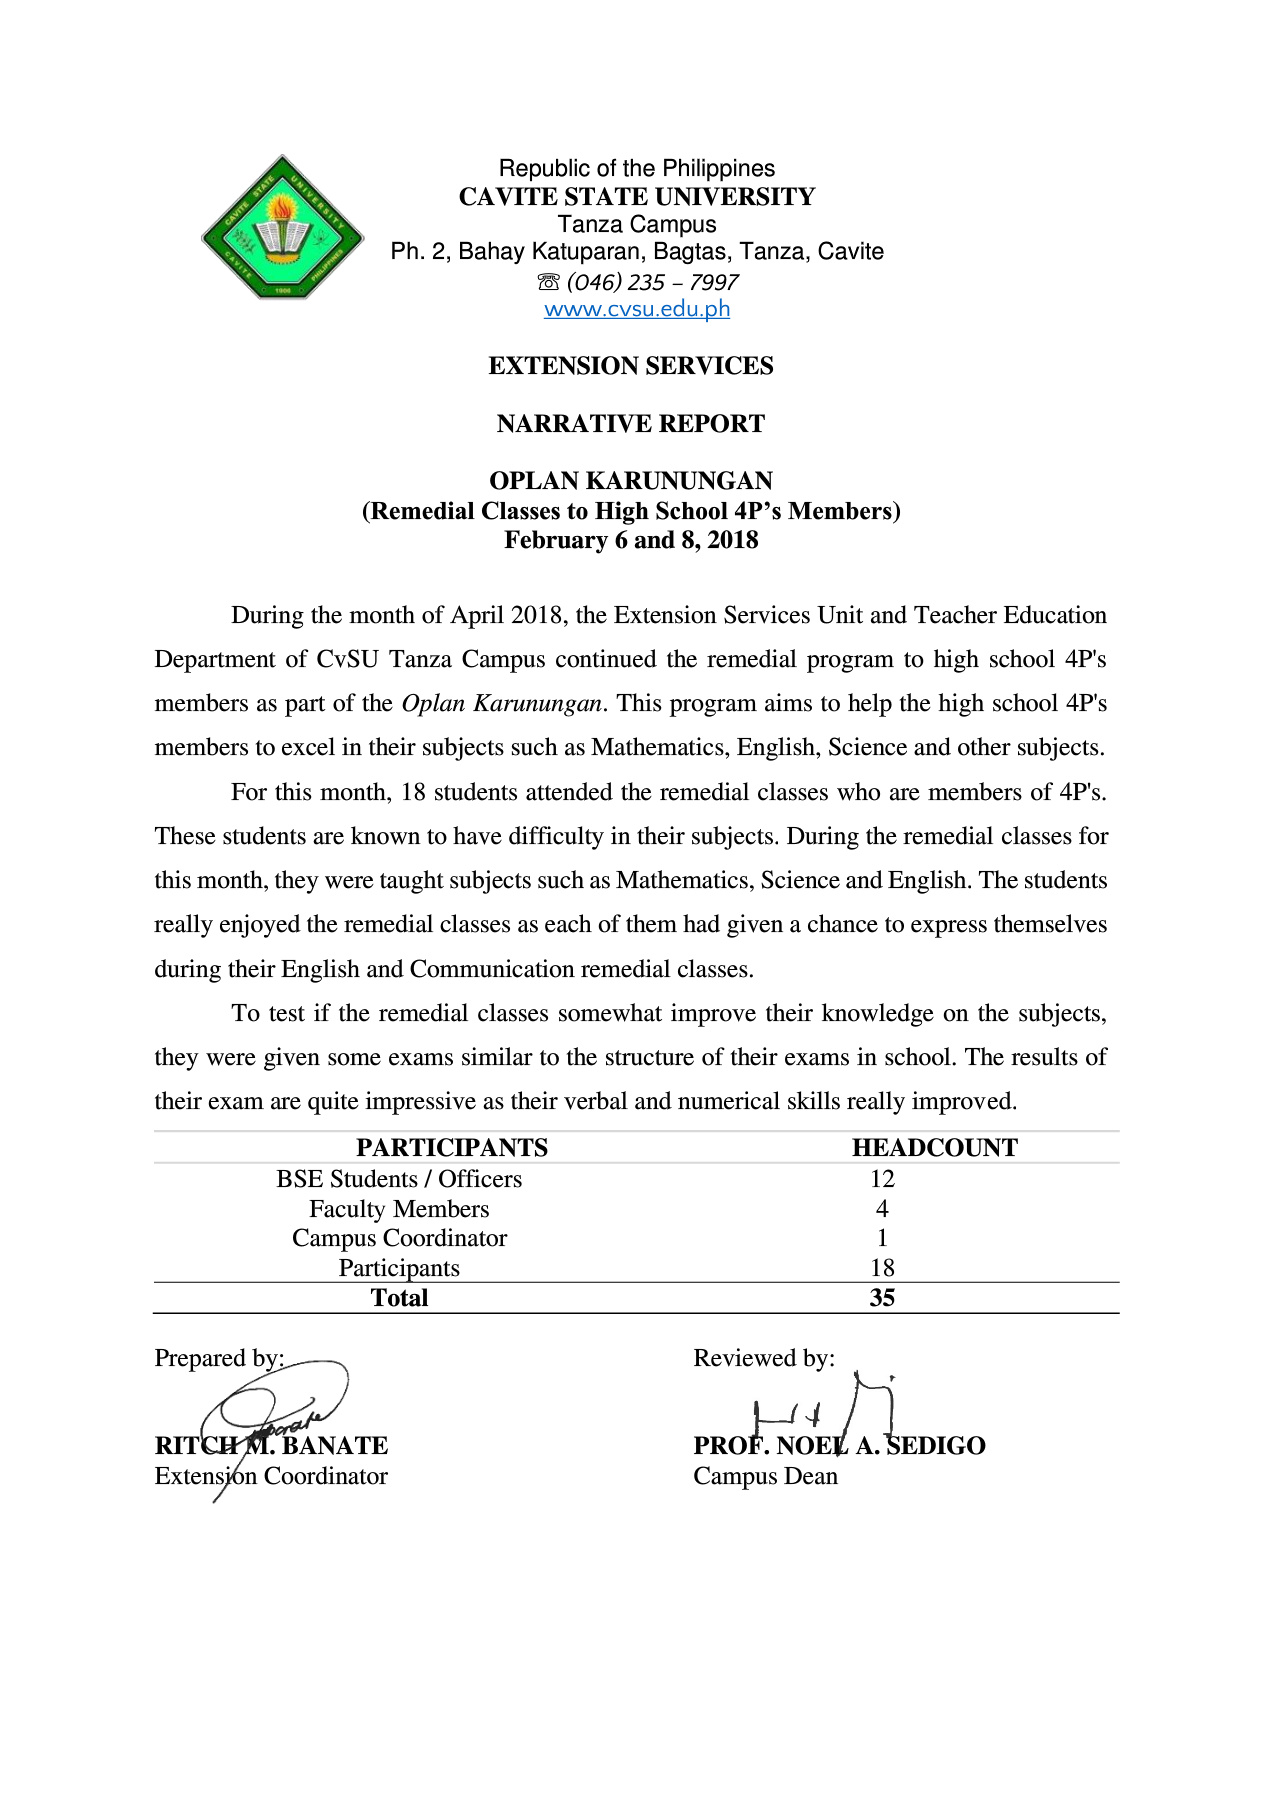 CAVITE STATE UNIVERSITY
CAVITE
PHILIPPINES
1906
Republic of the Philippines
CAVITE STATE UNIVERSITY
Tanza Campus
Ph. 2, Bahay Katuparan, Bagtas, Tanza, Cavite
☏ (046) 235 – 7997
www.cvsu.edu.ph
EXTENSION SERVICES
NARRATIVE REPORT
OPLAN KARUNUNGAN
(Remedial Classes to High School 4P’s Members)
February 6 and 8, 2018
During the month of April 2018, the Extension Services Unit and Teacher Education
Department of CvSU Tanza Campus continued the remedial program to high school 4P's
members as part of the Oplan Karunungan. This program aims to help the high school 4P's
members to excel in their subjects such as Mathematics, English, Science and other subjects.
For this month, 18 students attended the remedial classes who are members of 4P's.
These students are known to have difficulty in their subjects. During the remedial classes for
this month, they were taught subjects such as Mathematics, Science and English. The students
really enjoyed the remedial classes as each of them had given a chance to express themselves
during their English and Communication remedial classes.
To test if the remedial classes somewhat improve their knowledge on the subjects,
they were given some exams similar to the structure of their exams in school. The results of
their exam are quite impressive as their verbal and numerical skills really improved.
PARTICIPANTS HEADCOUNT
BSE Students / Officers 12
Faculty Members 4
Campus Coordinator 1
Participants 18
Total 35
Prepared by: Reviewed by:
RITCH M. BANATE PROF. NOEL A. SEDIGO
Extension Coordinator Campus Dean